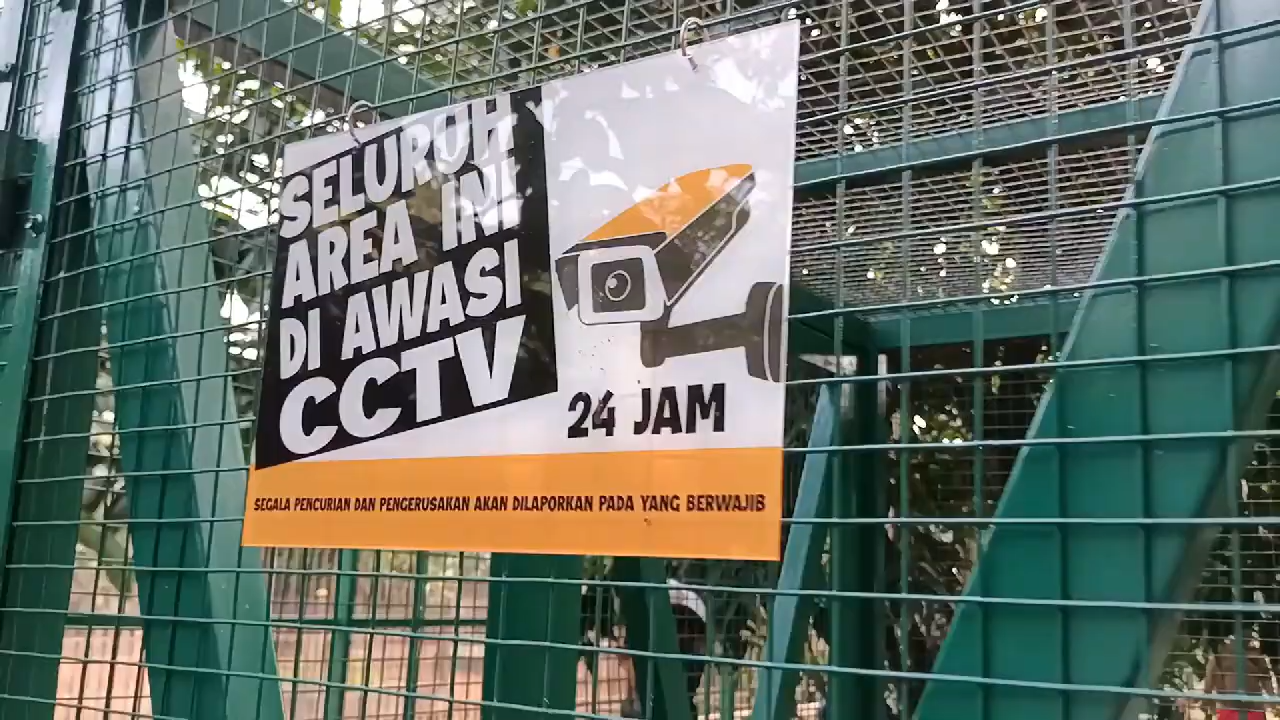 SELURUH
AREA INI
DI AWASI
CCTV
24 JAM
SEGALA PENCURIAN DAN PENGERUSAKAN AKAN DILAPORKAN PADA YANG BERWAJIB